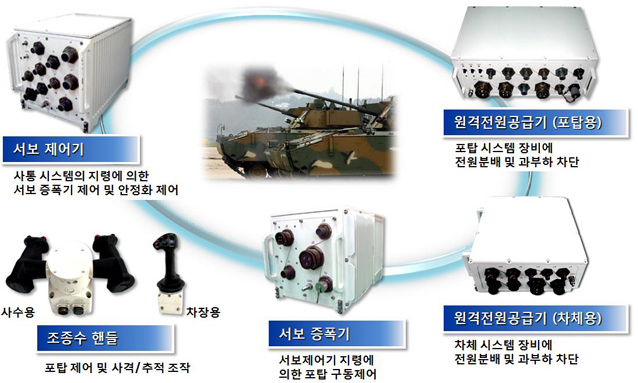 서보 제어기
사통 시스템의 지령에 의한
서보 증폭기 제어 및 안정화 제어
원격전원공급기 (포탑용)
포탑 시스템 장비에
전원분배 및 과부하 차단
사수용
차장용
조종수 핸들
포탑 제어 및 사격/추적 조작
서보 증폭기
서보제어기 지령에
의한 포탑 구동제어
원격전원공급기 (차체용)
차체 시스템 장비에
전원분배 및 과부하 차단